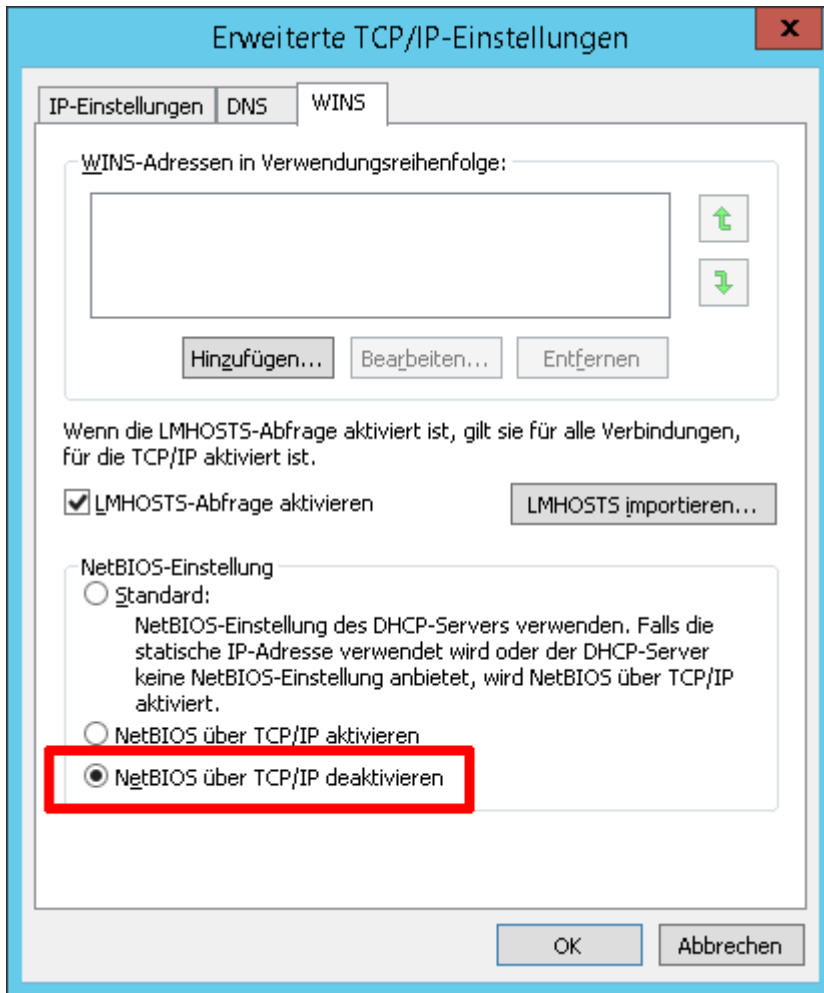 Erweiterte TCP/IP-Einstellungen
x
IP-Einstellungen DNS WINS
WINS-Adressen in Verwendungsreihenfolge:
Hinzufügen... Bearbeiten... Entfernen
Wenn die LMHOSTS-Abfrage aktiviert ist, gilt sie für alle Verbindungen,
für die TCP/IP aktiviert ist.
LMHOSTS-Abfrage aktivieren LMHOSTS importieren...
NetBIOS-Einstellung
Standard:
NetBIOS-Einstellung des DHCP-Servers verwenden. Falls die
statische IP-Adresse verwendet wird oder der DHCP-Server
keine NetBIOS-Einstellung anbietet, wird NetBIOS über TCP/IP
aktiviert.
NetBIOS über TCP/IP aktivieren
NetBIOS über TCP/IP deaktivieren
OK Abbrechen